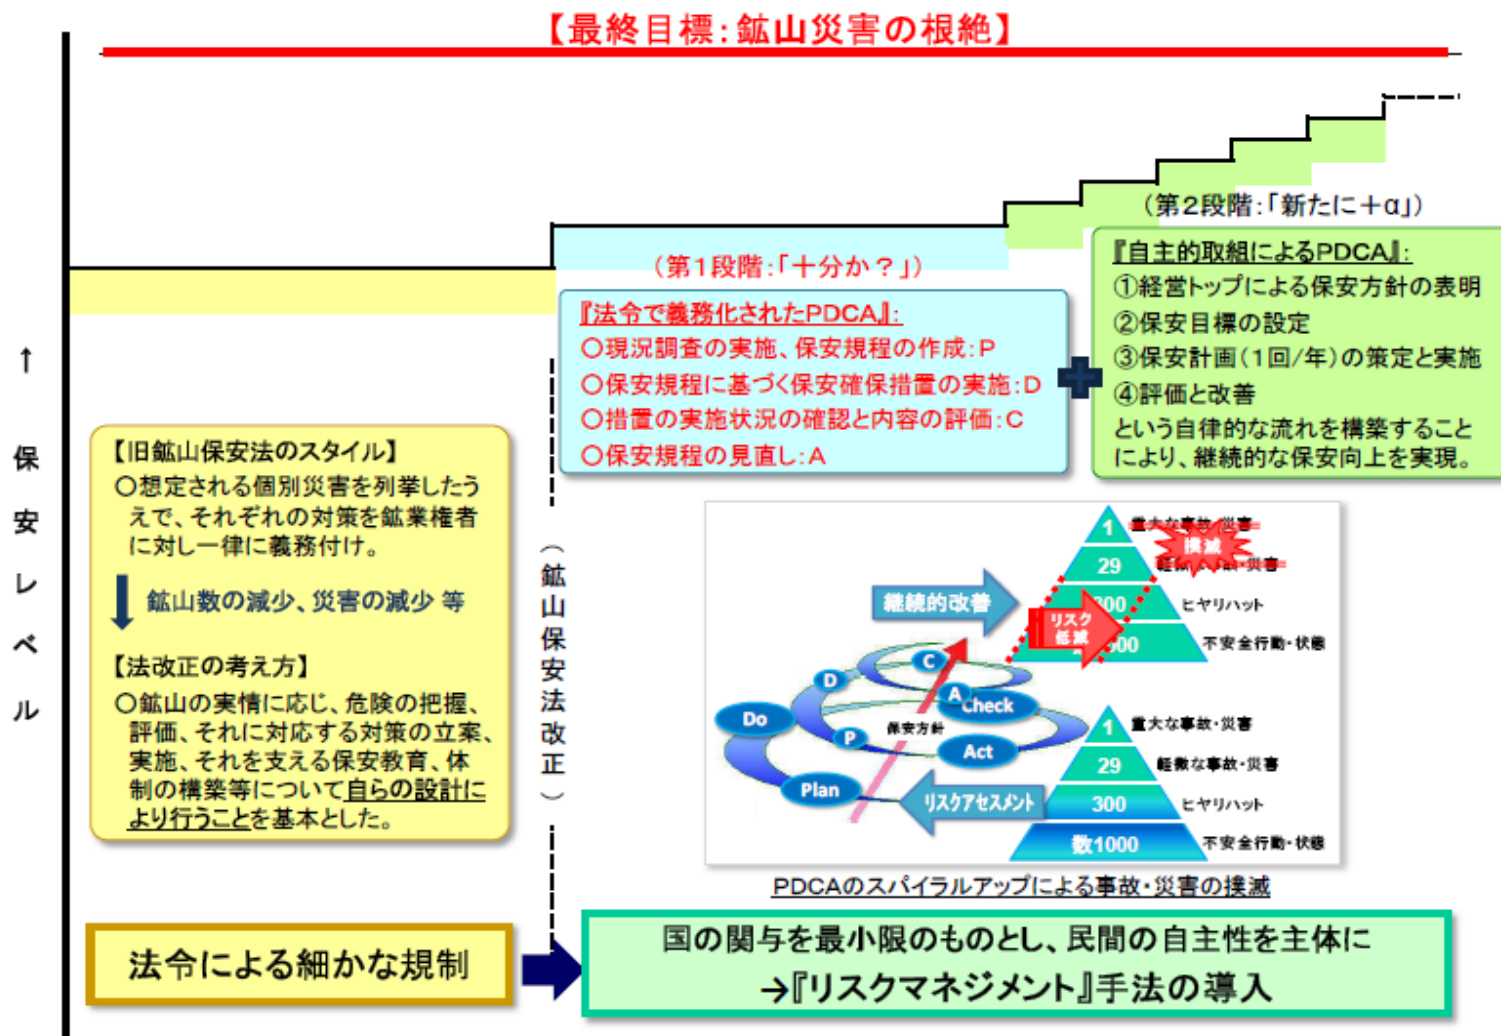 【最終目標:鉱山災害の根絶】
(第2段階:「新たに+α」)
(第1段階:「十分か?」)
『法令で義務化されたPDCA』:
○現況調査の実施、保安規程の作成:P
○保安規程に基づく保安確保措置の実施:D
○措置の実施状況の確認と内容の評価:C
○保安規程の見直し:A
『自主的取組によるPDCA』:
①経営トップによる保安方針の表明
②保安目標の設定
③保安計画(1回/年)の策定と実施
④評価と改善
という自律的な流れを構築すること
により、継続的な保安向上を実現。
↑保安レベル
【旧鉱山保安法のスタイル】
○想定される個別災害を列挙したう
えで、それぞれの対策を鉱業権者
に対し一律に義務付け。
鉱山数の減少、災害の減少 等
【法改正の考え方】
○鉱山の実情に応じ、危険の把握、
評価、それに対応する対策の立案、
実施、それを支える保安教育、体
制の構築等について自らの設計に
より行うことを基本とした。
(鉱山保安法改正)
1 重大な事故・災害
撲滅
29 軽微な事故・災害
300 ヒヤリハット
不安全行動・状態
リスク
低減
継続的改善
C
D
A
P
Check
Do
Act
Plan
保安方針
リスクアセスメント
1 重大な事故・災害
29 軽微な事故・災害
300 ヒヤリハット
数1000 不安全行動・状態
PDCAのスパイラルアップによる事故・災害の撲滅
法令による細かな規制
国の関与を最小限のものとし、民間の自主性を主体に
→『リスクマネジメント』手法の導入